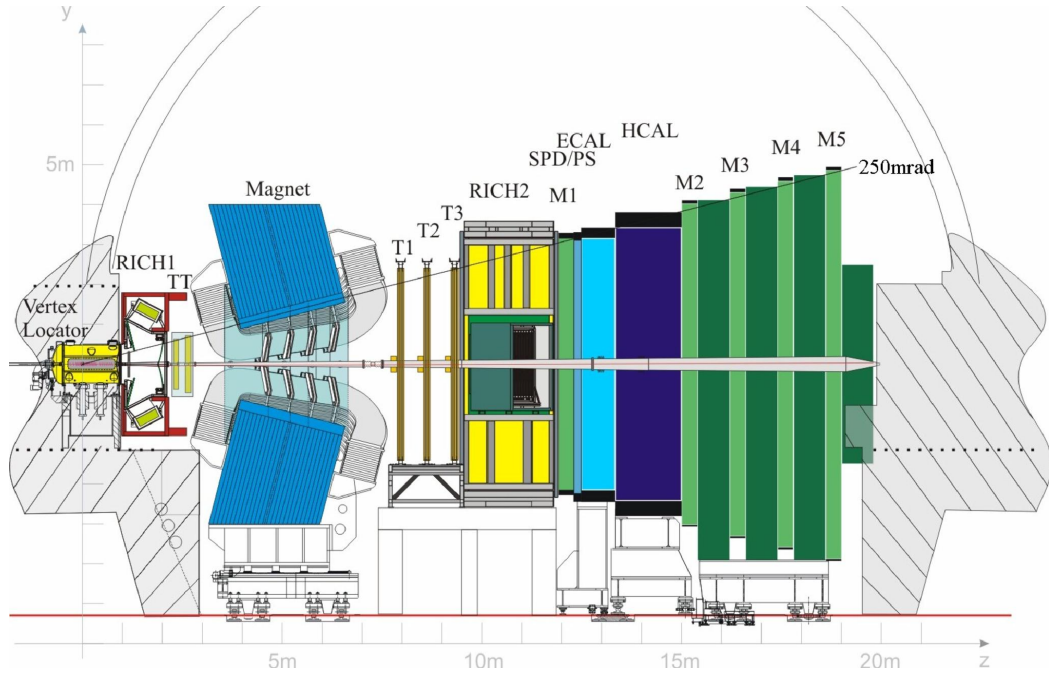 y
5m
Magnet
RICH1
TT
Vertex
Locator
T1
T2
T3
RICH2
M1
SPD/PS
ECAL
HCAL
M2
M3
M4
M5
250mrad
5m
10m
15m
20m
z